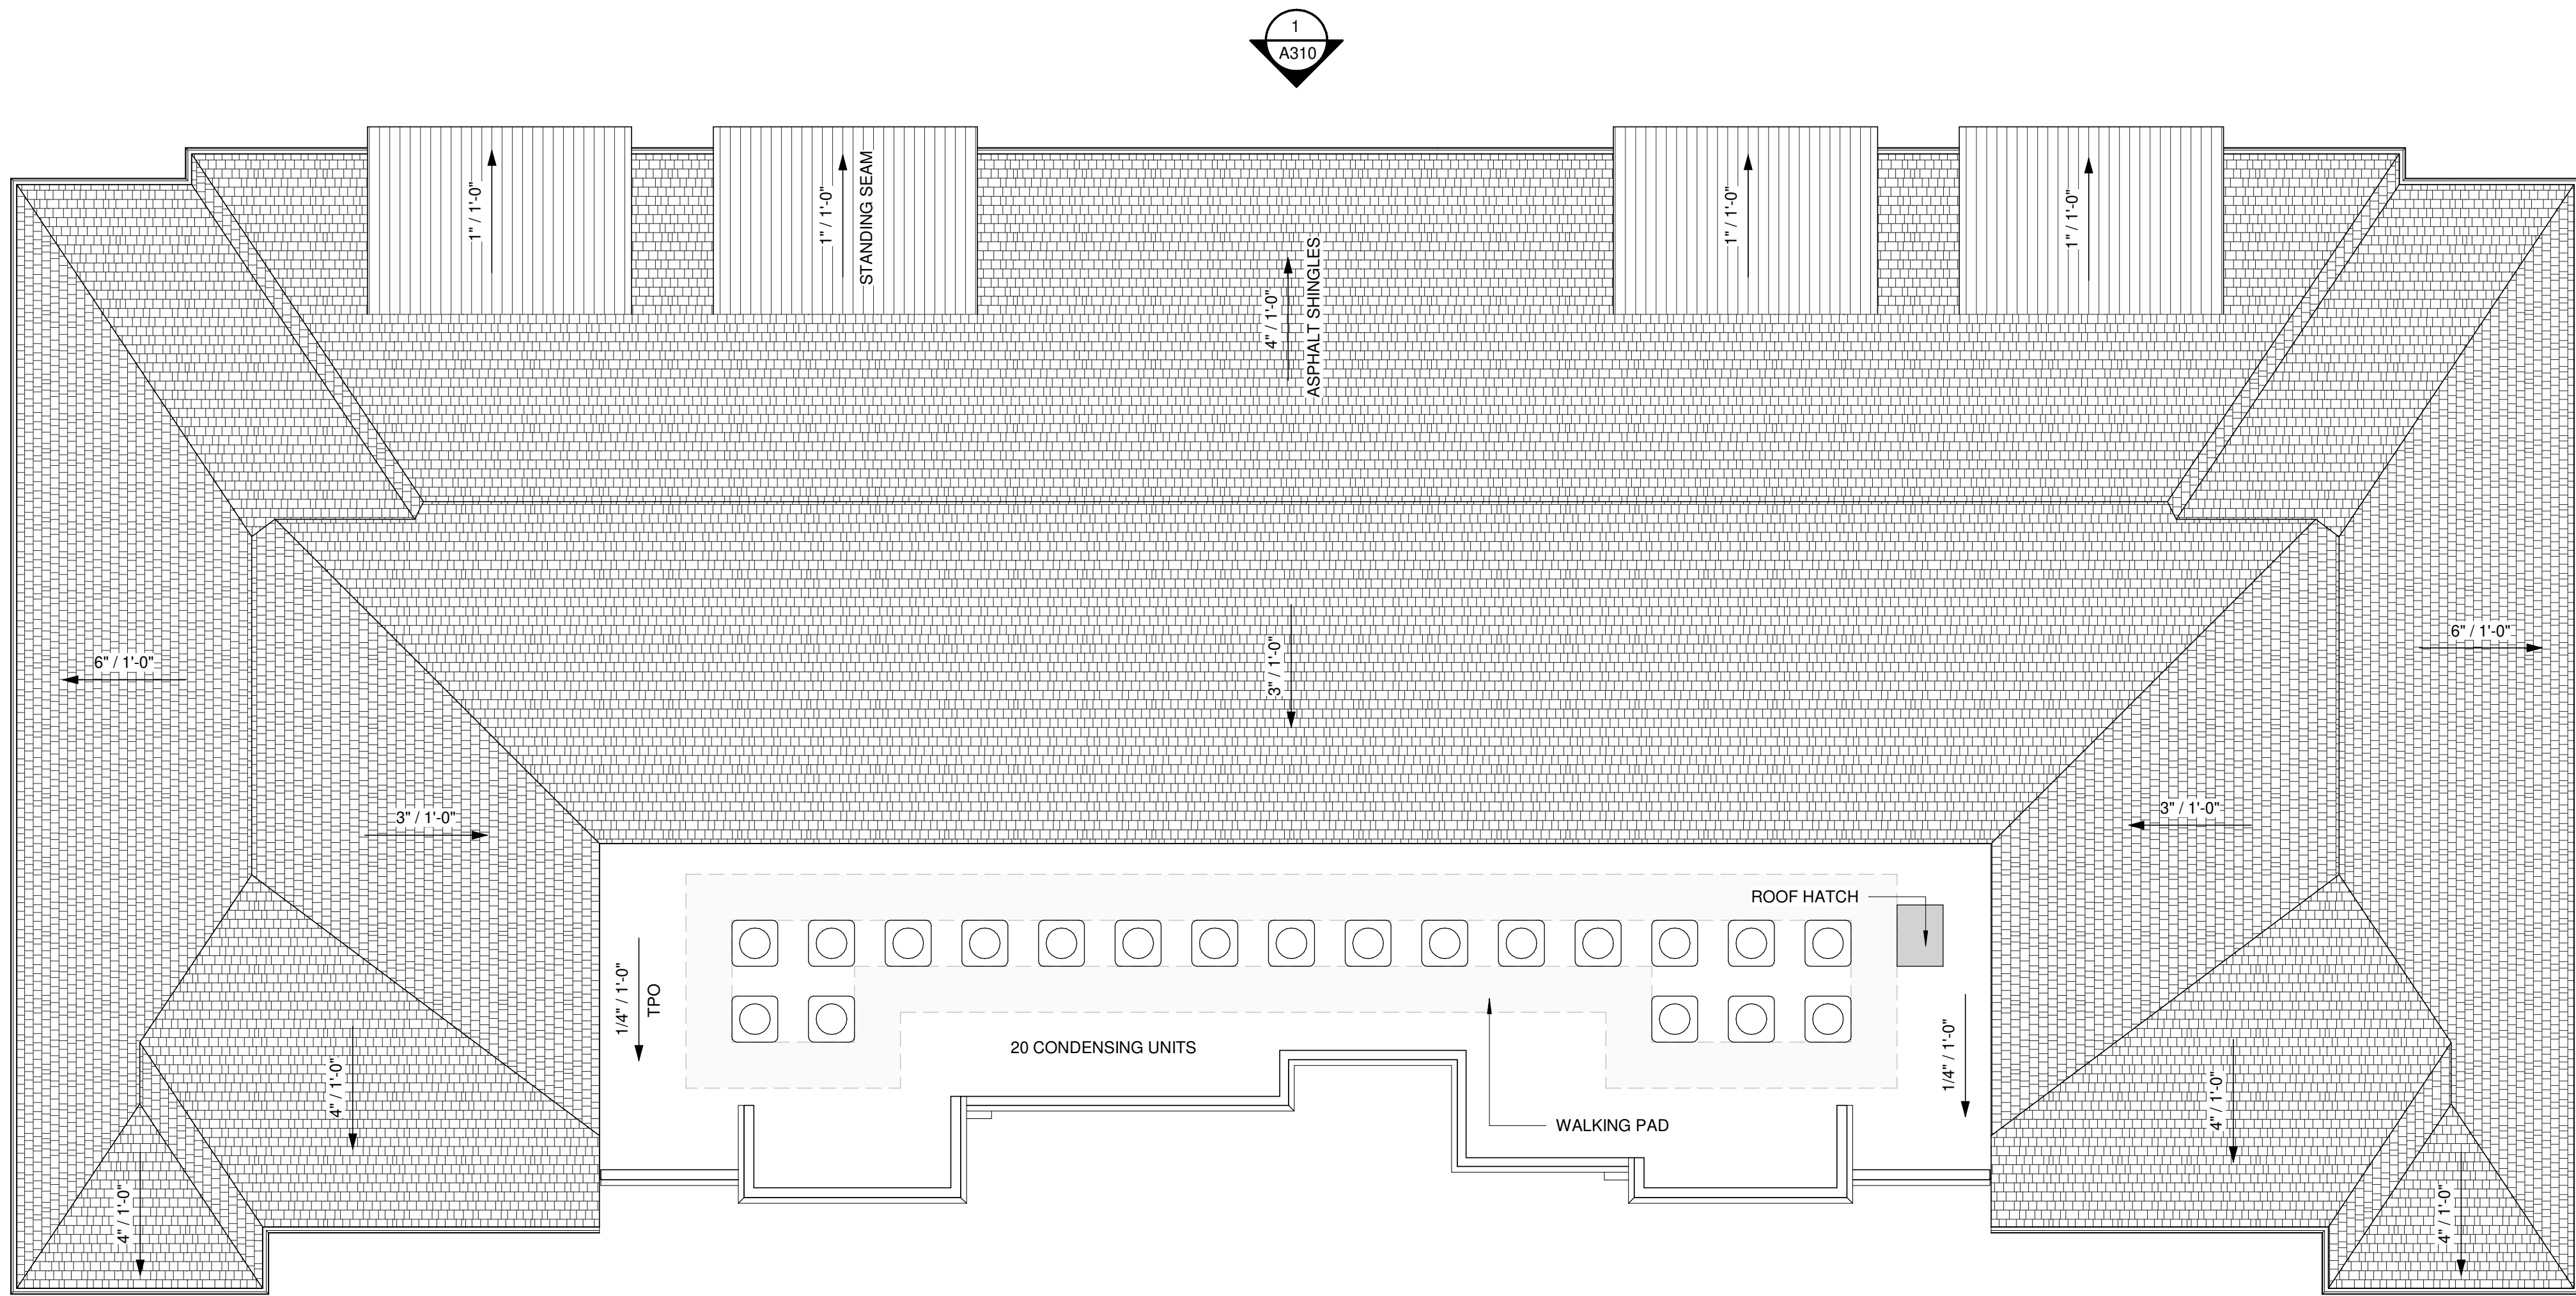 1
A310
1" / 1'-0"
1" / 1'-0"
STANDING SEAM
4" / 1'-0"
ASPHALT SHINGLES
1" / 1'-0"
1" / 1'-0"
6" / 1'-0"
3" / 1'-0"
6" / 1'-0"
3" / 1'-0"
3" / 1'-0"
ROOF HATCH
1/4" / 1'-0"
TPO
20 CONDENSING UNITS
1/4" / 1'-0"
WALKING PAD
4" / 1'-0"
4" / 1'-0"
4" / 1'-0"
4" / 1'-0"